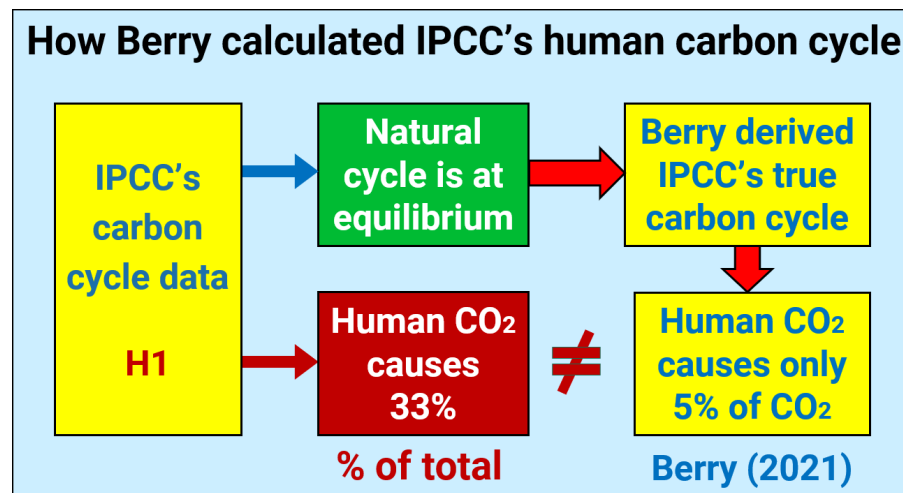 How Berry calculated IPCC's human carbon cycle
IPCC's
carbon
cycle data
H1
Natural
cycle is at
equilibrium
Berry derived
IPCC's true
carbon cycle
Human CO₂
causes
33%
≠
Human CO₂
causes only
5% of CO₂
% of total
Berry (2021)